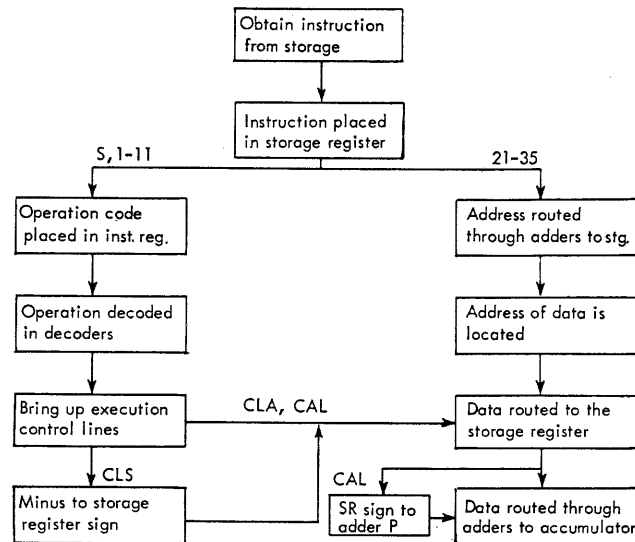 Obtain instruction
from storage
Instruction placed
in storage register
S, 1-11
21-35
Operation code
placed in inst. reg.
Address routed
through adders to stg.
Operation decoded
in decoders
Address of data is
located
Bring up execution
control lines
CLA, CAL
Data routed to the
storage register
CLS
CAL
Minus to storage
register sign
SR sign to
adder P
Data routed through
adders to accumulator